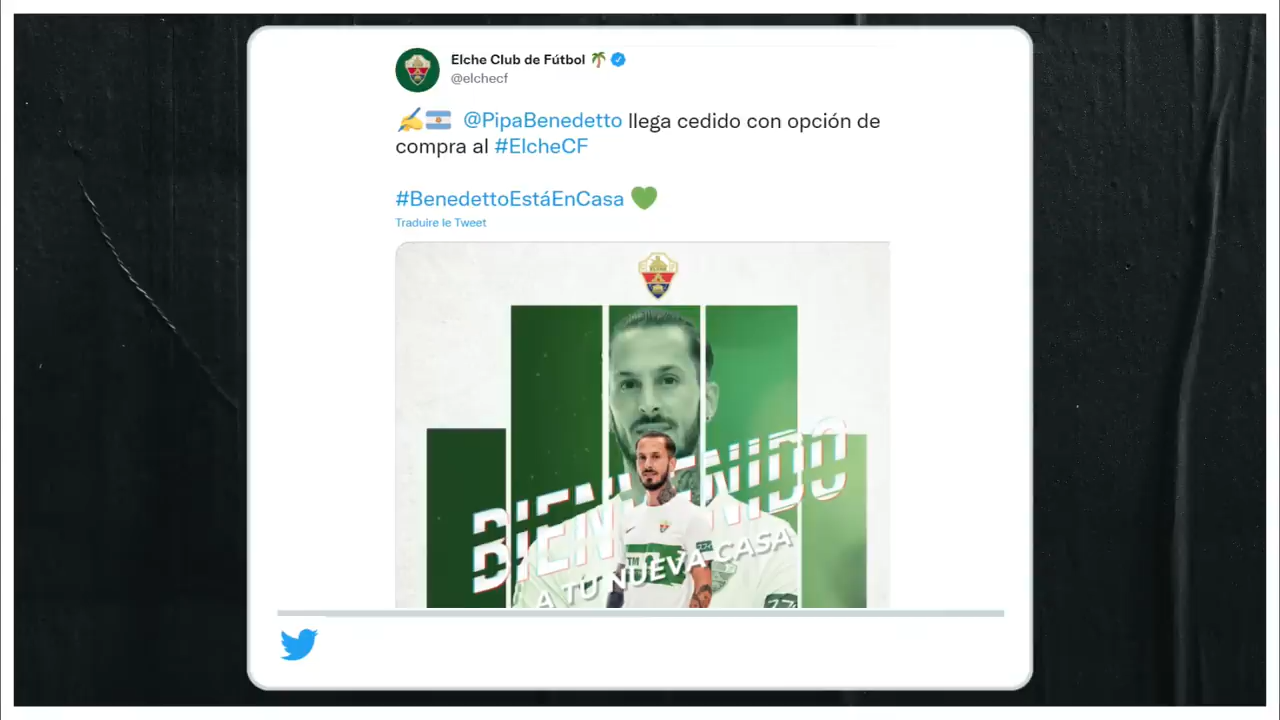 Elche Club de Fútbol 🌴
@elchecf
✍️🇦🇷 @PipaBenedetto llega cedido con opción de
compra al #ElcheCF
#BenedettoEstáEnCasa 💚
Traduire le Tweet
BIENVENIDO
A TU NUEVA CASA
TM